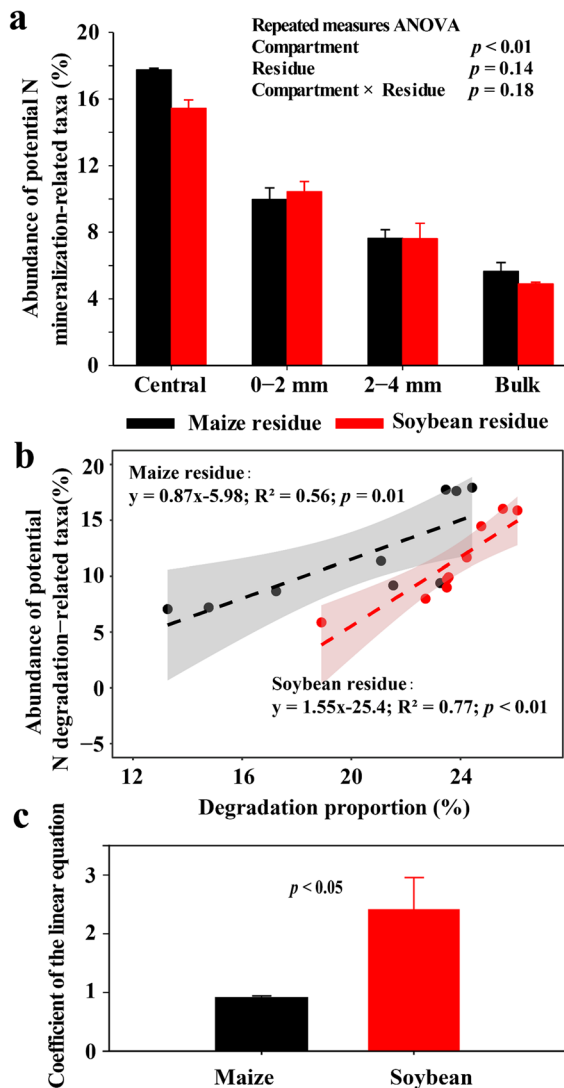 a
Repeated measures ANOVA
Compartment p < 0.01
Residue p = 0.14
Compartment × Residue p = 0.18
Abundance of potential N
mineralization-related taxa (%)
20
16
12
8
4
0
Central 0−2 mm 2−4 mm Bulk
Maize residue Soybean residue
b
Maize residue:
y = 0.87x-5.98; R² = 0.56; p = 0.01
Abundance of potential
N degradation−related taxa(%)
20
15
10
5
0
−5
Soybean residue:
y = 1.55x-25.4; R² = 0.77; p < 0.01
12 16 20 24
Degradation proportion (%)
c
Coefficient of the linear equation
3
2
1
0
p < 0.05
Maize Soybean